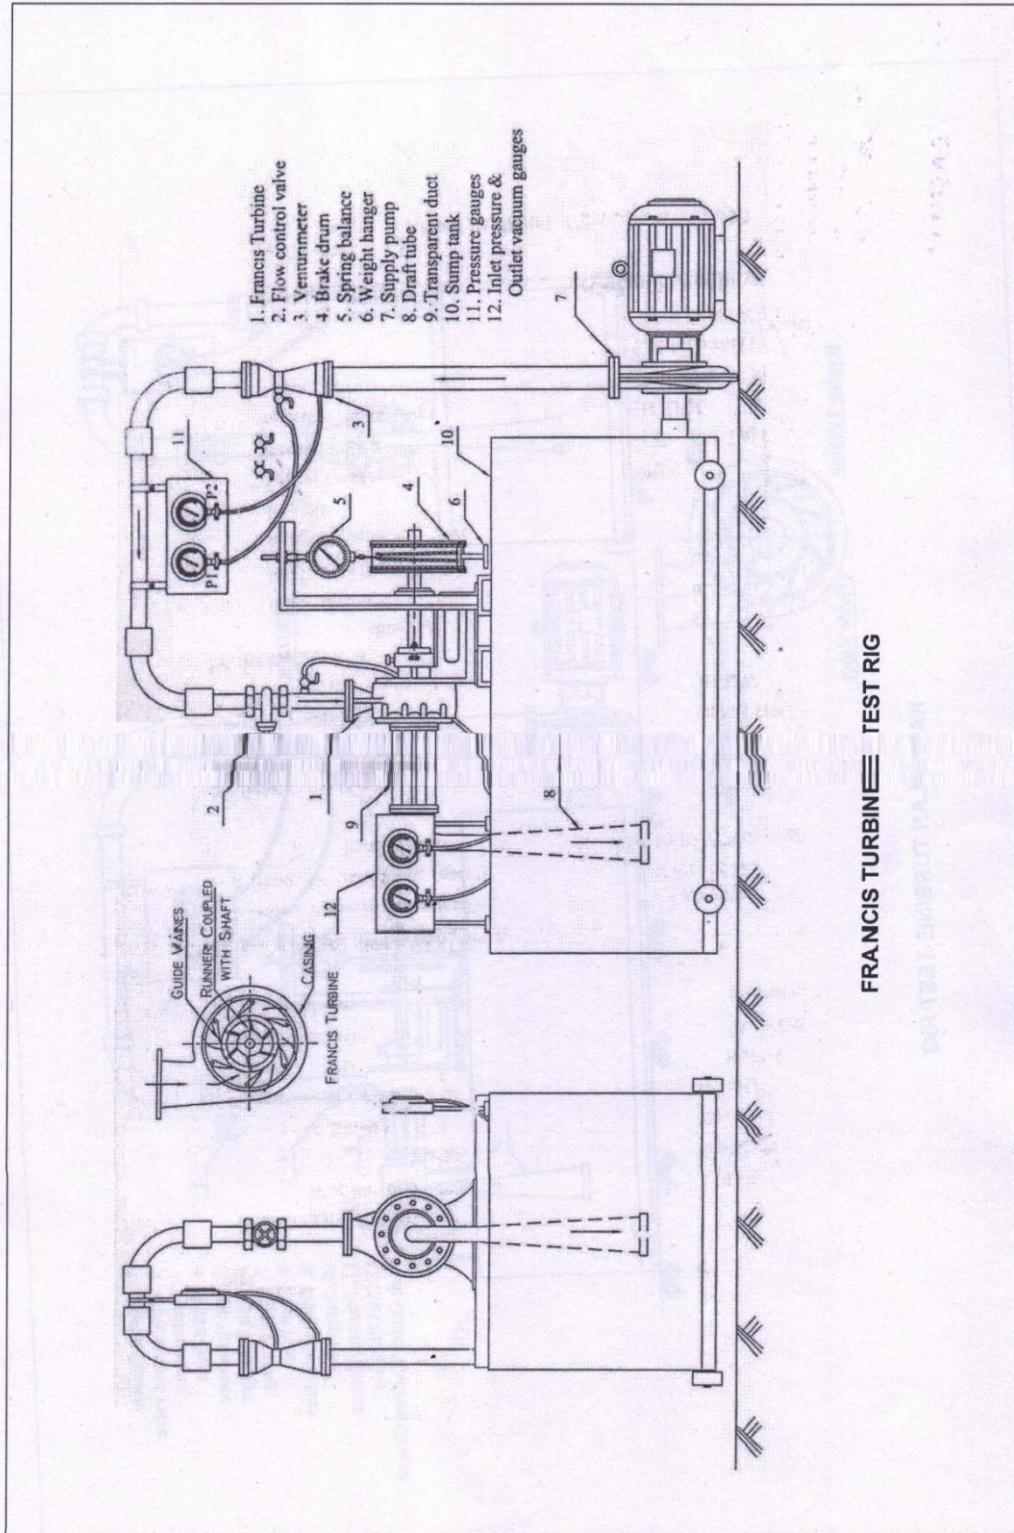 1. Francis Turbine
2. Flow control valve
3. Venturimeter
4. Brake drum
5. Spring balance
6. Weight hanger
7. Supply pump
8. Draft tube
9. Transparent duct
10. Sump tank
11. Pressure gauges
12. Inlet pressure &
Outlet vacuum gauges
GUIDE VAINES
RUNNER COUPLED
WITH SHAFT
CASING
FRANCIS TURBINE
P1
P2
11
3
5
4
6
10
7
2
1
9
12
8
FRANCIS TURBINE TEST RIG